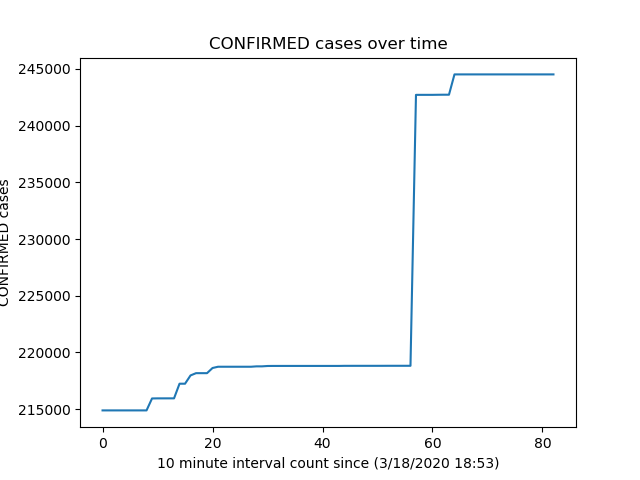 CONFIRMED cases over time
245000
240000
235000
230000
225000
220000
215000
CONFIRMED cases
0 20 40 60 80
10 minute interval count since (3/18/2020 18:53)